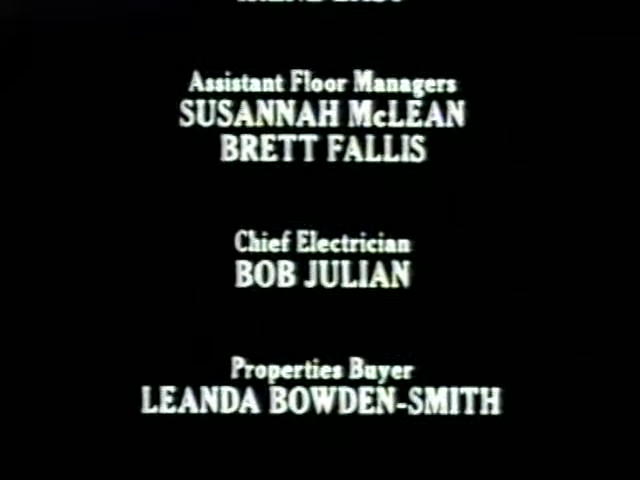 Assistant Floor Managers
SUSANNAH McLEAN
BRETT FALLIS
Chief Electrician
BOB JULIAN
Properties Buyer
LEANDA BOWDEN-SMITH